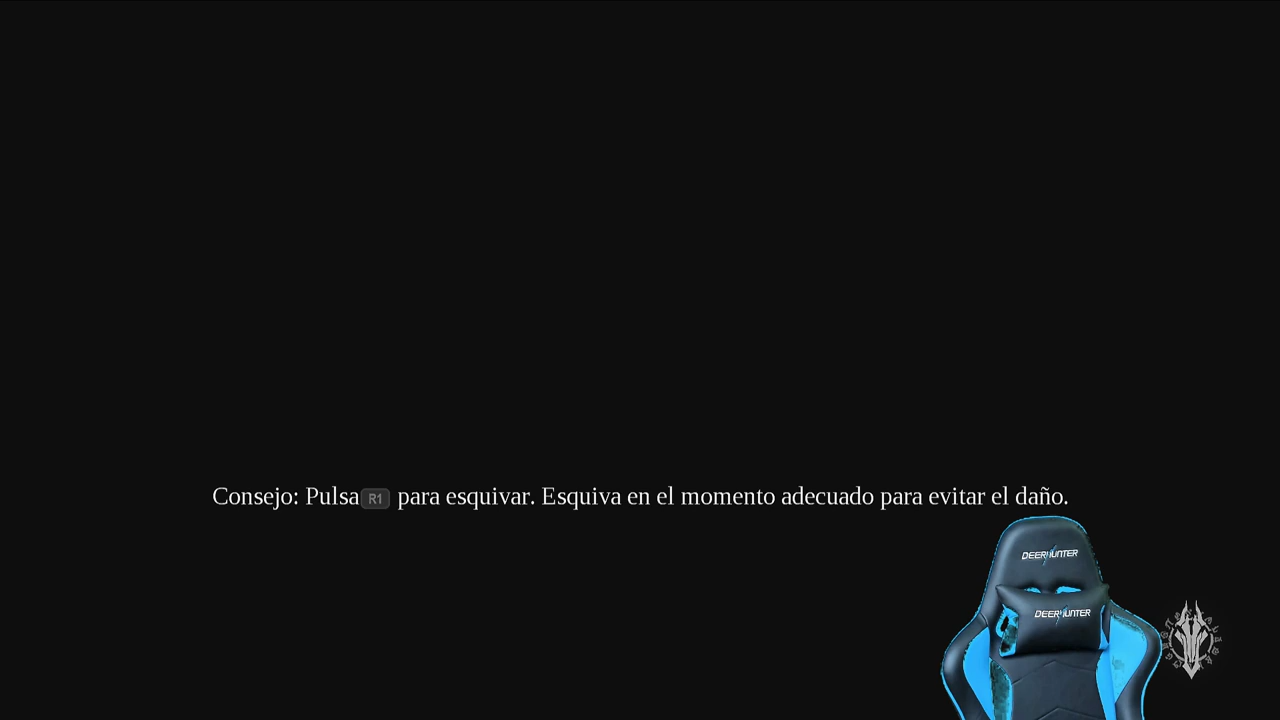 Consejo: Pulsa R1 para esquivar. Esquiva en el momento adecuado para evitar el daño.
DEERHUNTER
DEERHUNTER